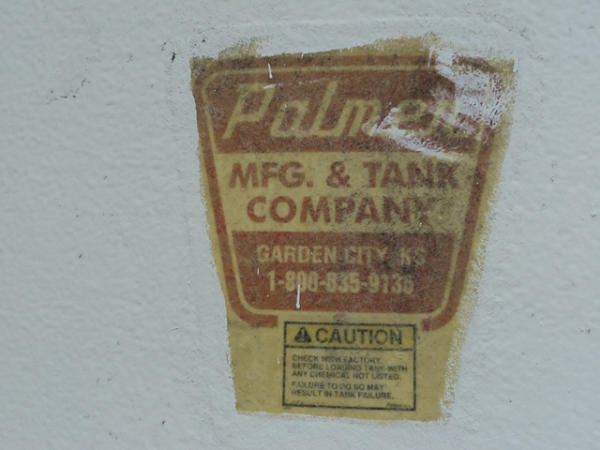 Palmer
MFG. & TANK
COMPANY
GARDEN CITY, KS
1-800-835-9136
CAUTION
CHECK WITH FACTORY
BEFORE LOADING TANK WITH
ANY CHEMICAL NOT LISTED.
FAILURE TO DO SO MAY
RESULT IN TANK FAILURE.